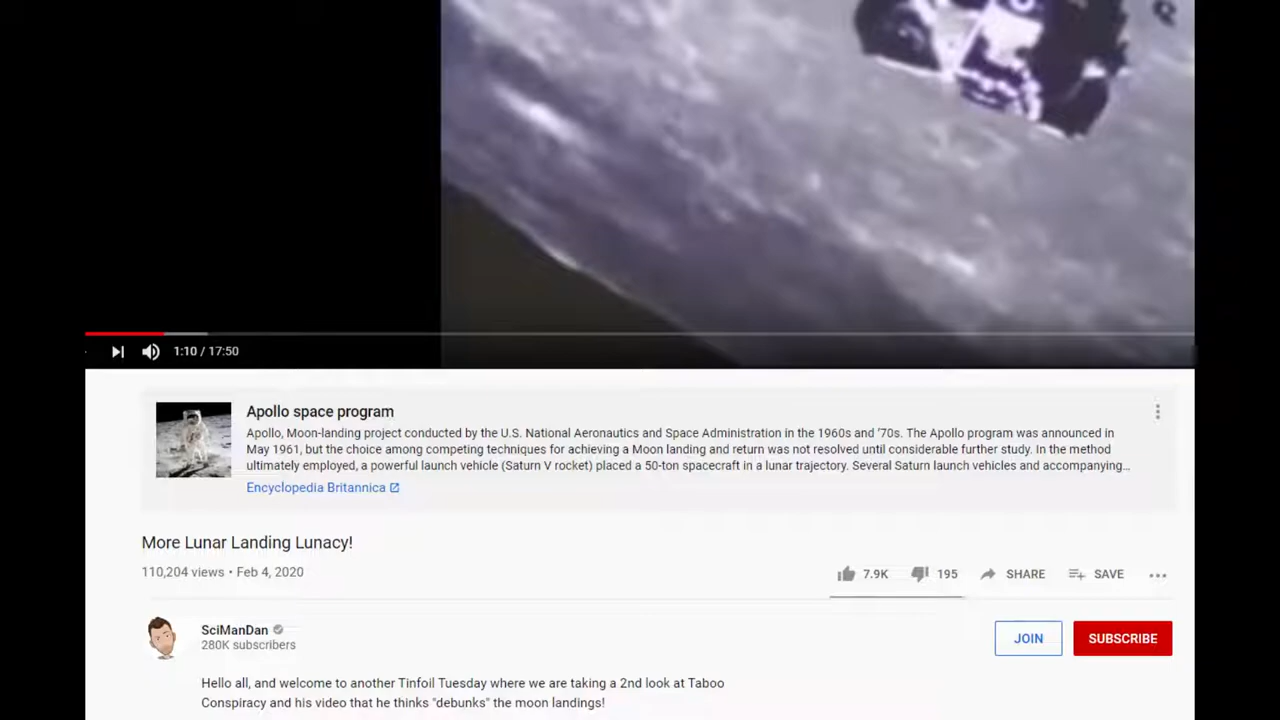 1:10 / 17:50
Apollo space program
Apollo, Moon-landing project conducted by the U.S. National Aeronautics and Space Administration in the 1960s and '70s. The Apollo program was announced in
May 1961, but the choice among competing techniques for achieving a Moon landing and return was not resolved until considerable further study. In the method
ultimately employed, a powerful launch vehicle (Saturn V rocket) placed a 50-ton spacecraft in a lunar trajectory. Several Saturn launch vehicles and accompanying...
Encyclopedia Britannica
More Lunar Landing Lunacy!
110,204 views • Feb 4, 2020
7.9K 195 SHARE SAVE
SciManDan
280K subscribers
JOIN SUBSCRIBE
Hello all, and welcome to another Tinfoil Tuesday where we are taking a 2nd look at Taboo
Conspiracy and his video that he thinks "debunks" the moon landings!